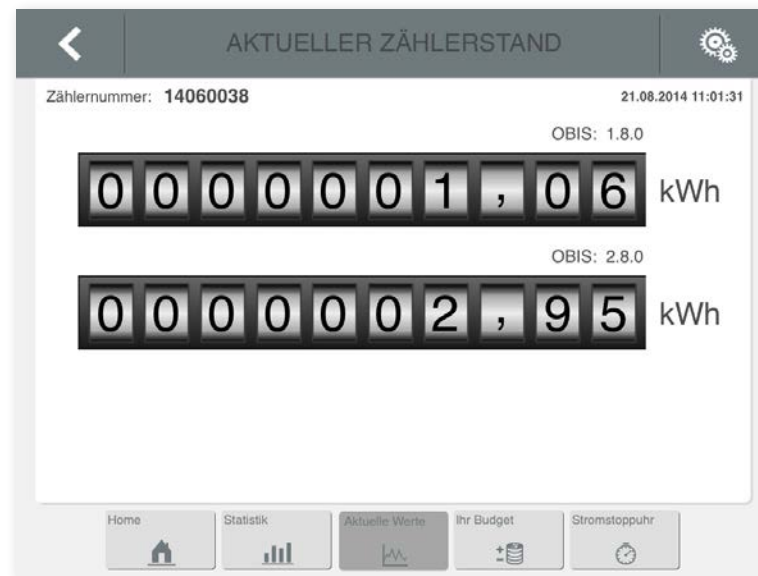 AKTUELLER ZÄHLERSTAND
Zählernummer: 14060038 21.08.2014 11:01:31
OBIS: 1.8.0
0000001,06 kWh
OBIS: 2.8.0
0000002,95 kWh
Home Statistik Aktuelle Werte Ihr Budget Stromstoppuhr